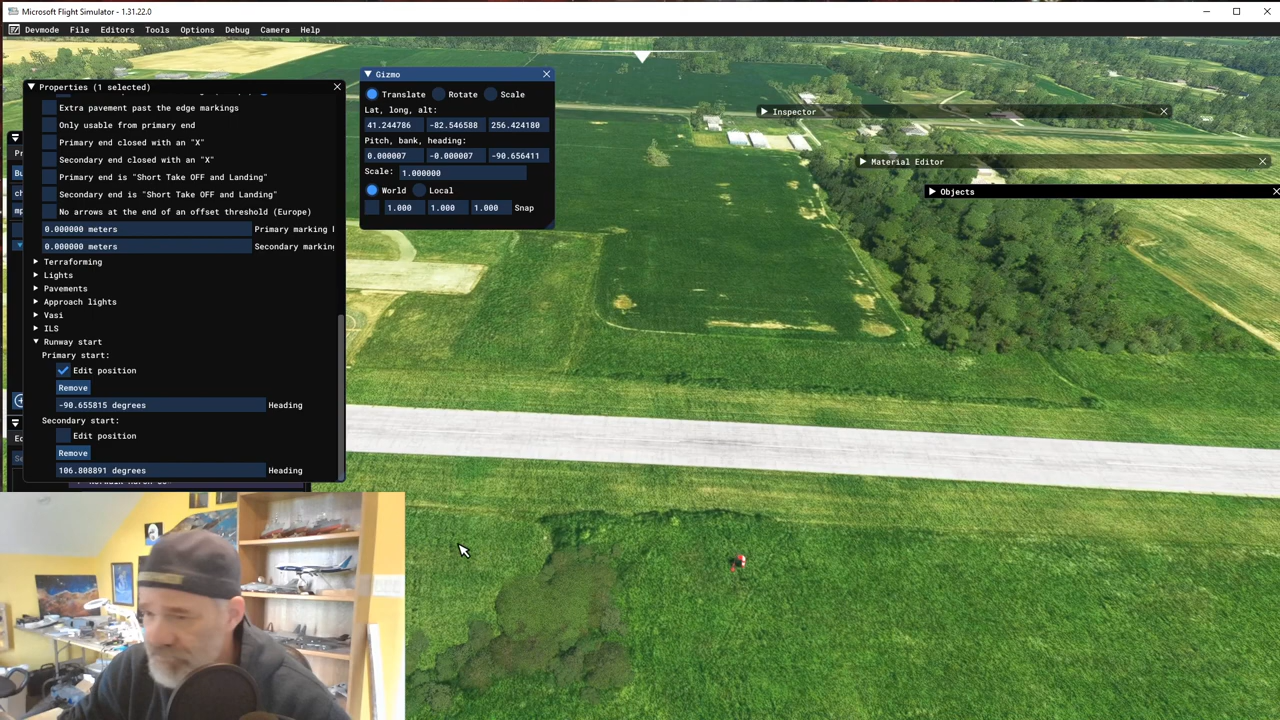 Microsoft Flight Simulator - 1.31.22.0
Devmode File Editors Tools Options Debug Camera Help
Properties (1 selected)
Extra pavement past the edge markings
Only usable from primary end
Primary end closed with an "X"
Secondary end closed with an "X"
Primary end is "Short Take OFF and Landing"
Secondary end is "Short Take OFF and Landing"
No arrows at the end of an offset threshold (Europe)
0.000000 meters Primary marking
0.000000 meters Secondary marking
Terraforming
Lights
Pavements
Approach lights
Vasi
ILS
Runway start
Primary start:
Edit position
Remove
-90.655815 degrees Heading
Secondary start:
Edit position
Remove
106.808891 degrees Heading
Gizmo
Translate Rotate Scale
Lat, long, alt:
41.244786 -82.546588 256.424180
Pitch, bank, heading:
0.000007 -0.000007 -90.656411
Scale: 1.000000
World Local
1.000 1.000 1.000 Snap
Inspector
Material Editor
Objects